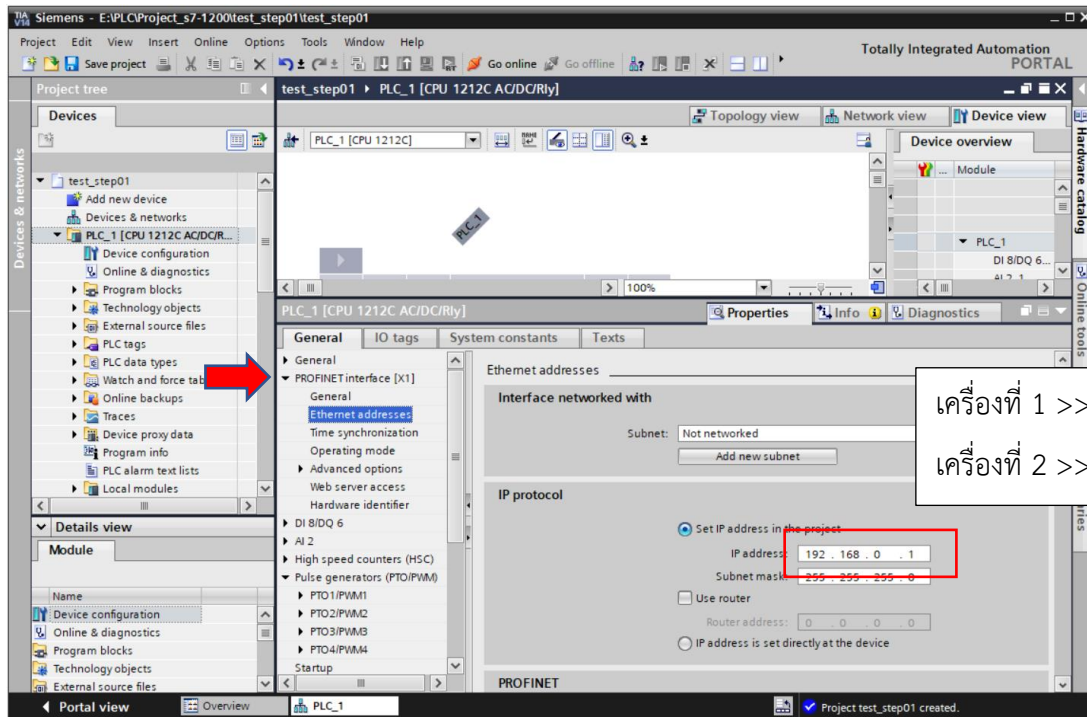 TIA V14 Siemens - E:\PLC\Project_s7-1200\test_step01\test_step01
Project Edit View Insert Online Options Tools Window Help
Totally Integrated Automation
PORTAL
Save project Go online Go offline
Project tree
test_step01 PLC_1 [CPU 1212C AC/DC/Rly]
Devices
Topology view Network view Device view
PLC_1 [CPU 1212C]
Device overview
... Module
PLC_1
DI 8/DQ 6...
AI 2_1
PLC_1
100%
Devices & networks
test_step01
Add new device
Devices & networks
PLC_1 [CPU 1212C AC/DC/R...
Device configuration
Online & diagnostics
Program blocks
Technology objects
External source files
PLC tags
PLC data types
Watch and force tab
Online backups
Traces
Device proxy data
Program info
PLC alarm text lists
Local modules
Details view
Module
Name
Device configuration
Online & diagnostics
Program blocks
Technology objects
External source files
PLC_1 [CPU 1212C AC/DC/Rly]
Properties Info Diagnostics
General IO tags System constants Texts
General
PROFINET interface [X1]
General
Ethernet addresses
Time synchronization
Operating mode
Advanced options
Web server access
Hardware identifier
DI 8/DQ 6
AI 2
High speed counters (HSC)
Pulse generators (PTO/PWM)
PTO1/PWM1
PTO2/PWM2
PTO3/PWM3
PTO4/PWM4
Startup
Ethernet addresses
Interface networked with
Subnet: Not networked
Add new subnet
IP protocol
Set IP address in the project
IP address: 192 . 168 . 0 . 1
Subnet mask: 255 . 255 . 255 . 0
Use router
Router address: 0 . 0 . 0 . 0
IP address is set directly at the device
PROFINET
เครื่องที่ 1 >>
เครื่องที่ 2 >>
Hardware catalog
Online tools
Portal view Overview PLC_1
Project test_step01 created.